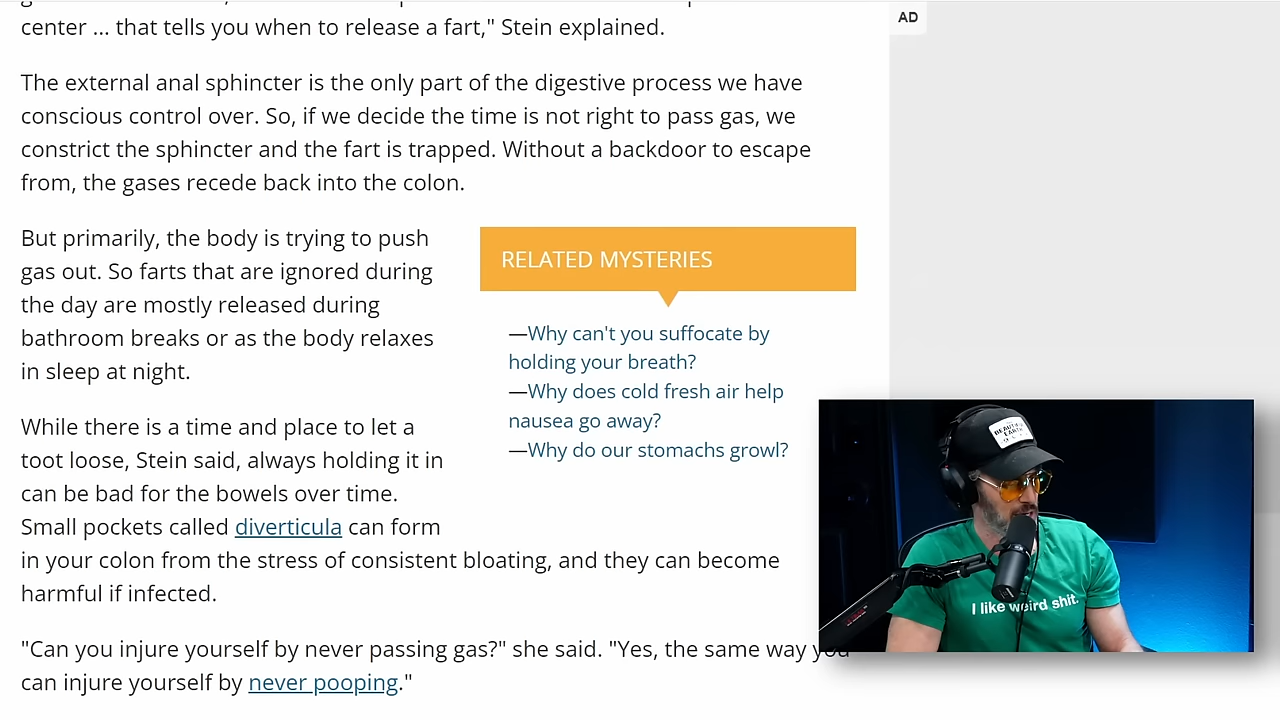 center ... that tells you when to release a fart," Stein explained.
AD
The external anal sphincter is the only part of the digestive process we have
conscious control over. So, if we decide the time is not right to pass gas, we
constrict the sphincter and the fart is trapped. Without a backdoor to escape
from, the gases recede back into the colon.
But primarily, the body is trying to push
gas out. So farts that are ignored during
the day are mostly released during
bathroom breaks or as the body relaxes
in sleep at night.
RELATED MYSTERIES
—Why can't you suffocate by
holding your breath?
—Why does cold fresh air help
nausea go away?
—Why do our stomachs growl?
While there is a time and place to let a
toot loose, Stein said, always holding it in
can be bad for the bowels over time.
Small pockets called diverticula can form
in your colon from the stress of consistent bloating, and they can become
harmful if infected.
"Can you injure yourself by never passing gas?" she said. "Yes, the same way you
can injure yourself by never pooping."
BEAUTIFUL
I like weird shit.